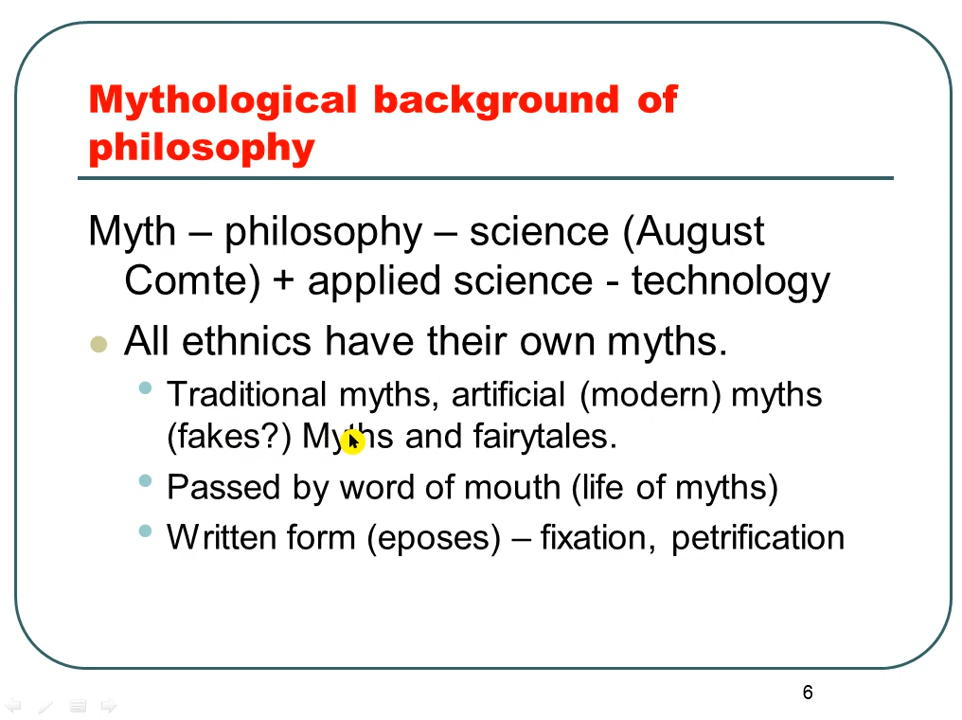 Mythological background of
philosophy
Myth – philosophy – science (August
Comte) + applied science - technology
All ethnics have their own myths.
Traditional myths, artificial (modern) myths
(fakes?) Myths and fairytales.
Passed by word of mouth (life of myths)
Written form (eposes) – fixation, petrification
6